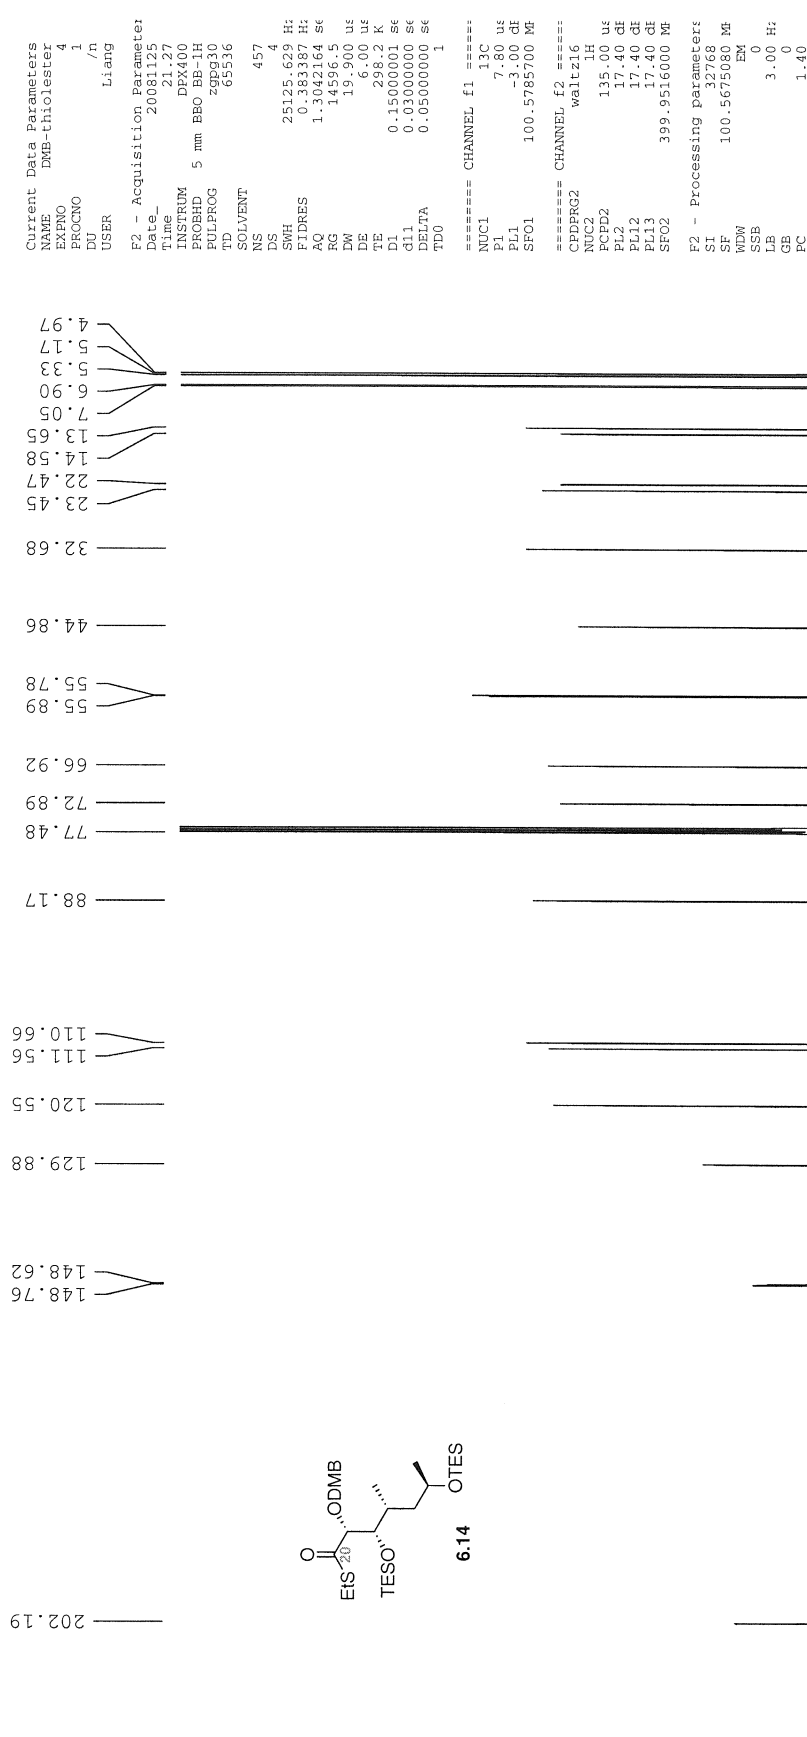 Current Data Parameters
NAME DMB-thiolester
EXPNO 4
PROCNO 1
DU /n
USER Liang
F2 - Acquisition Parameter
Date_ 20081125
Time 21.27
INSTRUM DPX400
PROBHD 5 mm BBO BB-1H
PULPROG zgpg30
TD 65536
SOLVENT
NS 457
DS 4
SWH 25125.629 Hz
FIDRES 0.383387 Hz
AQ 1.3042164 se
RG 14596.5
DW 19.900 us
DE 6.00 us
TE 298.2 K
D1 0.15000001 se
d11 0.03000000 se
DELTA 0.05000000 se
TD0 1
======== CHANNEL f1 ======
NUC1 13C
P1 7.80 us
PL1 -3.00 dB
SFO1 100.5785700 MH
======== CHANNEL f2 ======
CPDPRG2 waltz16
NUC2 1H
PCPD2 135.00 us
PL2 17.40 dB
PL12 17.40 dB
PL13 17.40 dB
SFO2 399.9516000 MH
F2 - Processing parameters
SI 32768
SF 100.5675080 MH
WDW EM
SSB 0
LB 3.00 Hz
GB 0
PC 1.40
4.97
5.17
5.33
6.90
7.05
13.65
14.58
22.47
23.45
32.68
44.86
55.78
55.89
66.92
72.89
77.48
88.17
110.66
111.56
120.55
129.88
148.62
148.76
202.19
O
ODMB
EtS
20
TESO
OTES
6.14